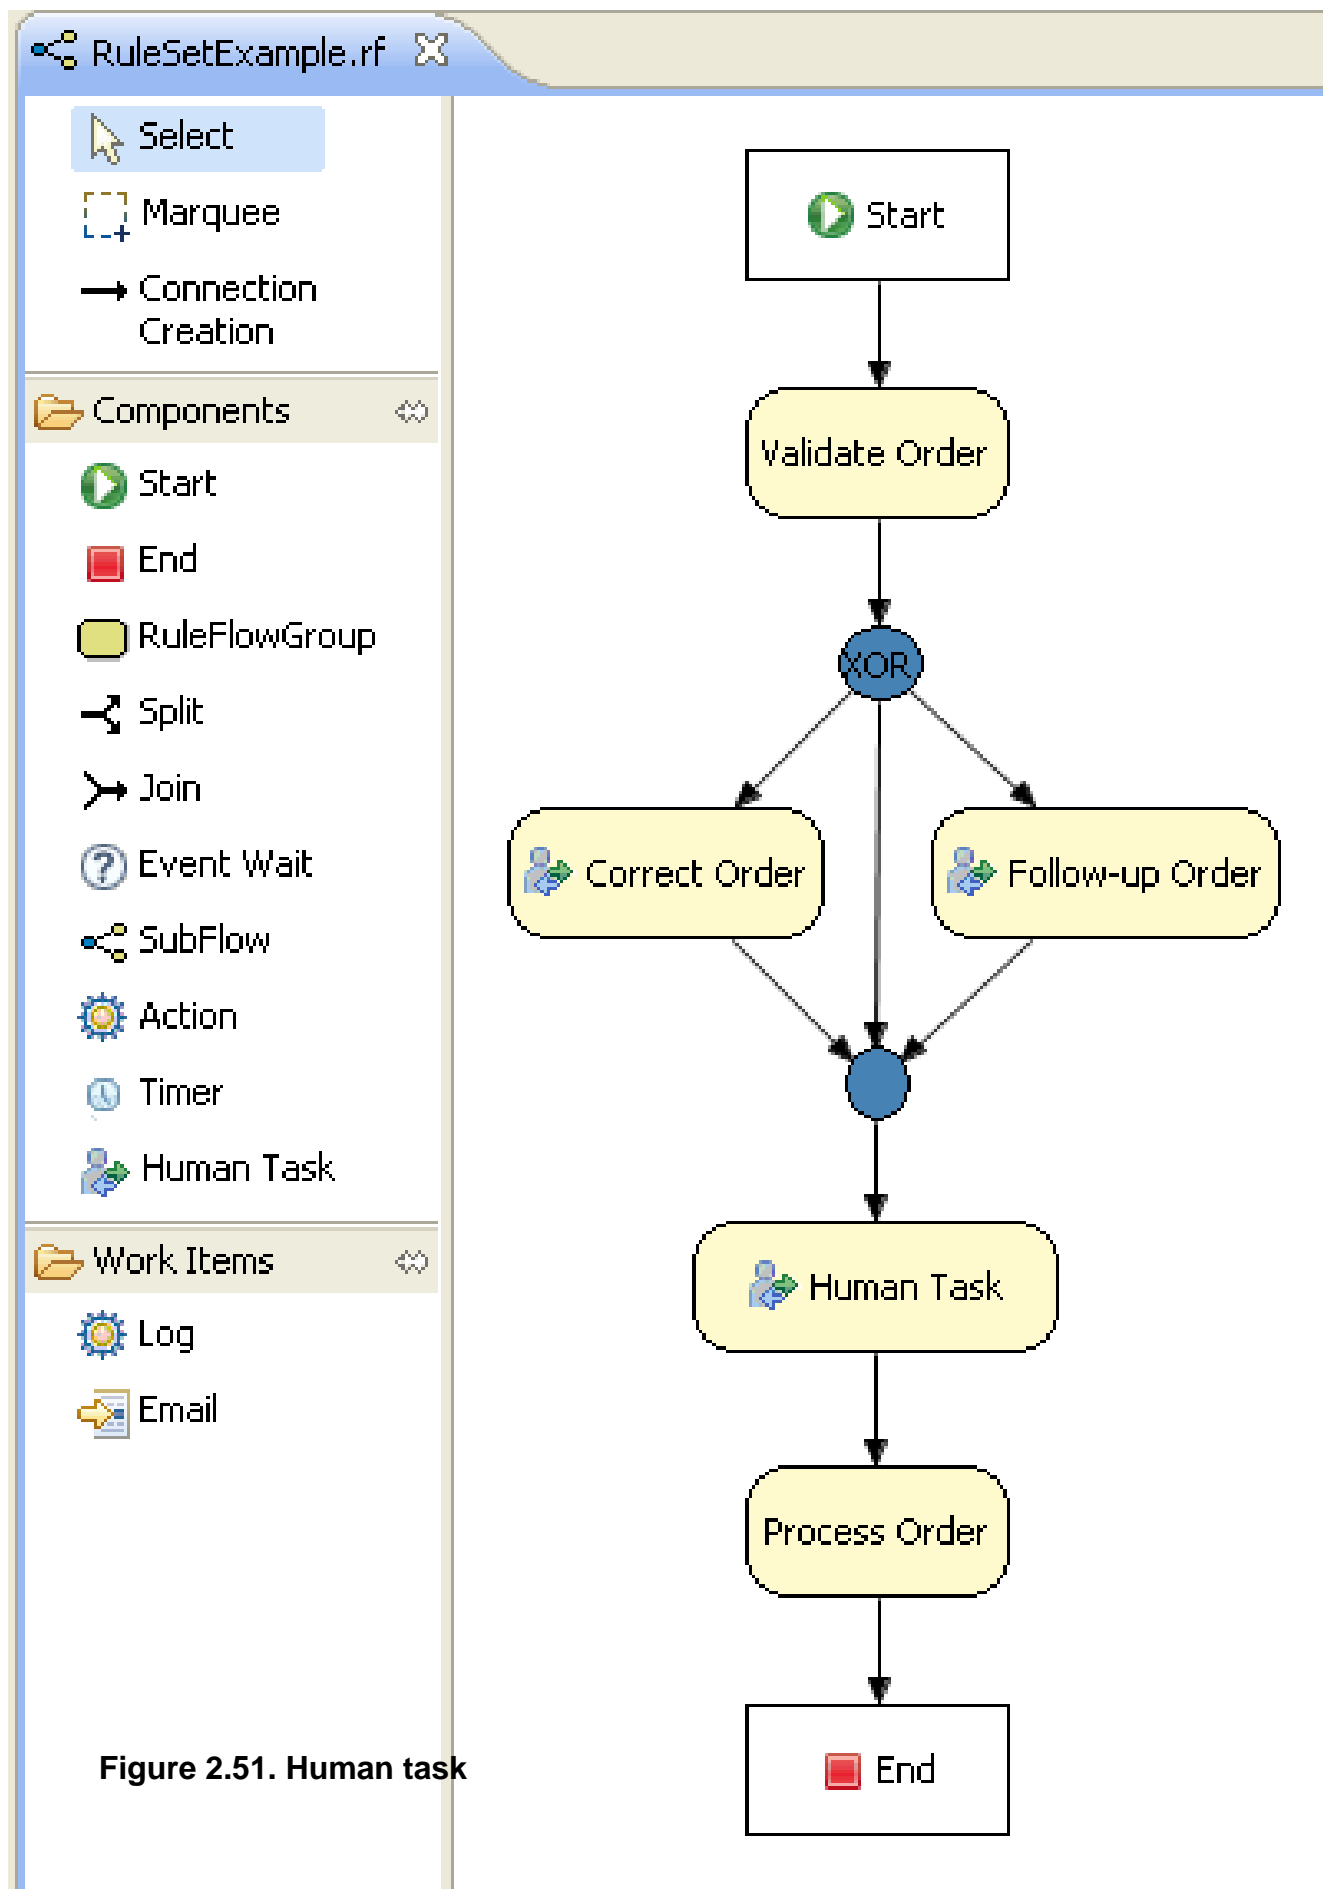 RuleSetExample.rf
Select
Marquee
Connection
Creation
Components
Start
End
RuleFlowGroup
Split
Join
Event Wait
SubFlow
Action
Timer
Human Task
Work Items
Log
Email
Start
Validate Order
XOR
Correct Order
Follow-up Order
Human Task
Process Order
End
Figure 2.51. Human task